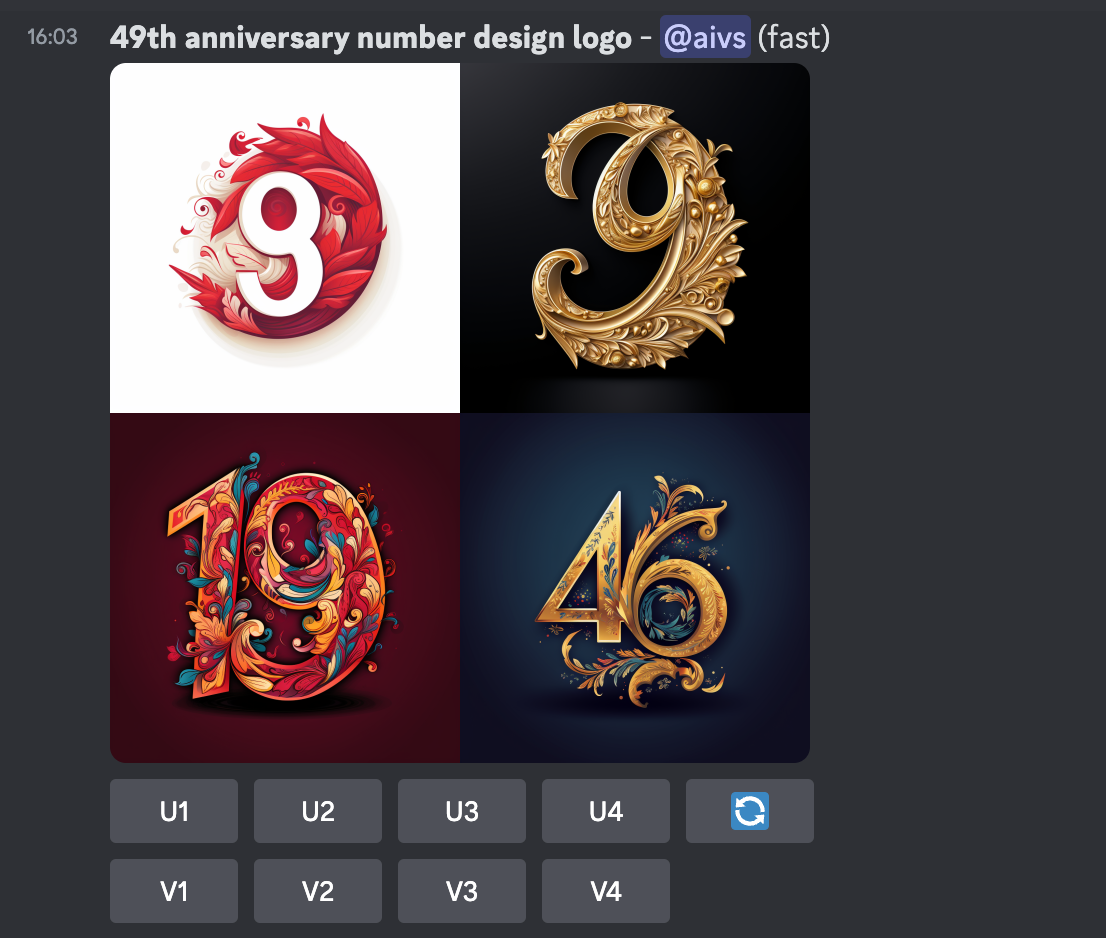 16:03 49th anniversary number design logo - @aivs (fast)
9 9
19 46
U1 U2 U3 U4
V1 V2 V3 V4